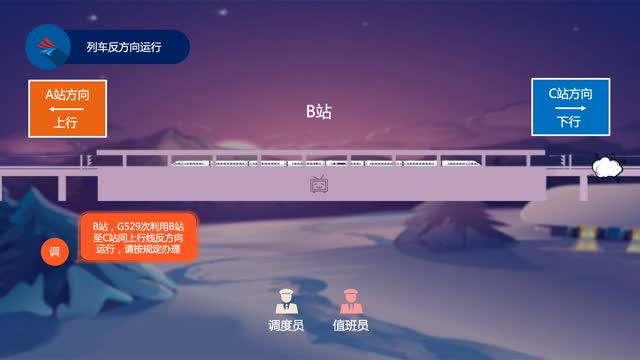 列车反方向运行
A站方向
上行
B站
C站方向
下行
B站，G529次利用B站
至C站间上行线反方向
运行，请按规定办理
调
调度员
值班员